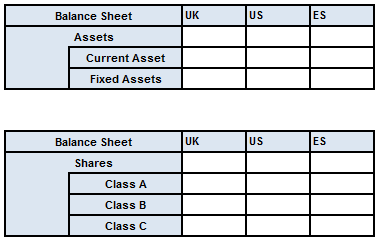 Balance Sheet UK US ES
Assets
Current Asset
Fixed Assets
Balance Sheet UK US ES
Shares
Class A
Class B
Class C